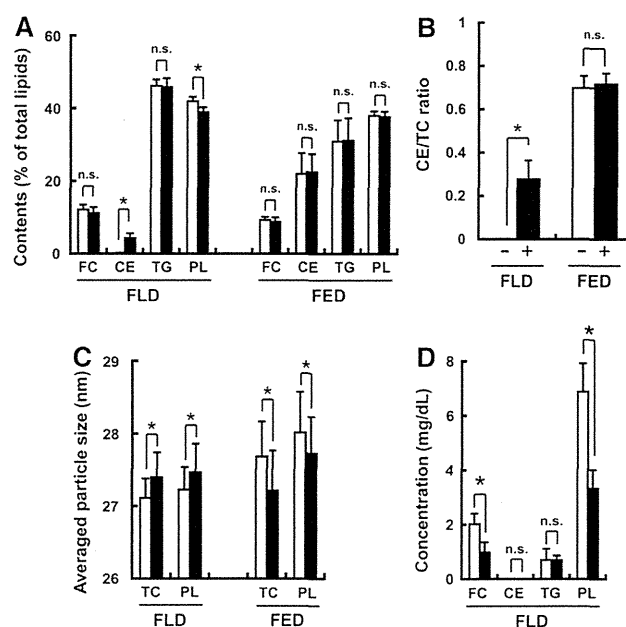 A
Contents (% of total lipids)
60
40
20
0
n.s.
*
n.s.
*
n.s.
n.s.
n.s.
n.s.
FC CE TG PL
FLD
FC CE TG PL
FED
B
CE/TC ratio
1
0.8
0.6
0.4
0.2
0
*
n.s.
− +
FLD
− +
FED
C
Averaged particle size (nm)
29
28
27
26
*
*
*
*
TC PL
FLD
TC PL
FED
D
Concentration (mg/dL)
8
6
4
2
0
*
n.s.
n.s.
*
FC CE TG PL
FLD